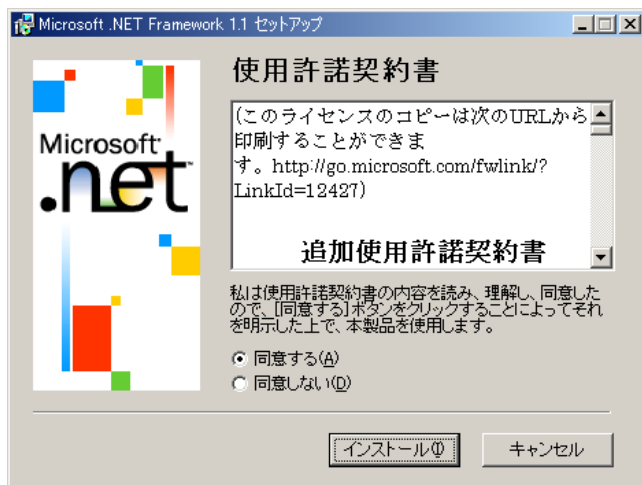 Microsoft .NET Framework 1.1 セットアップ
Microsoft
.net
使用許諾契約書
(このライセンスのコピーは次のURLから
印刷することができま
す。http://go.microsoft.com/fwlink/?
LinkId=12427)
追加使用許諾契約書
私は使用許諾契約書の内容を読み、理解し、同意した
ので、[同意する]ボタンをクリックすることによってそれ
を明示した上で、本製品を使用します。
同意する(A)
同意しない(D)
インストール(I)
キャンセル